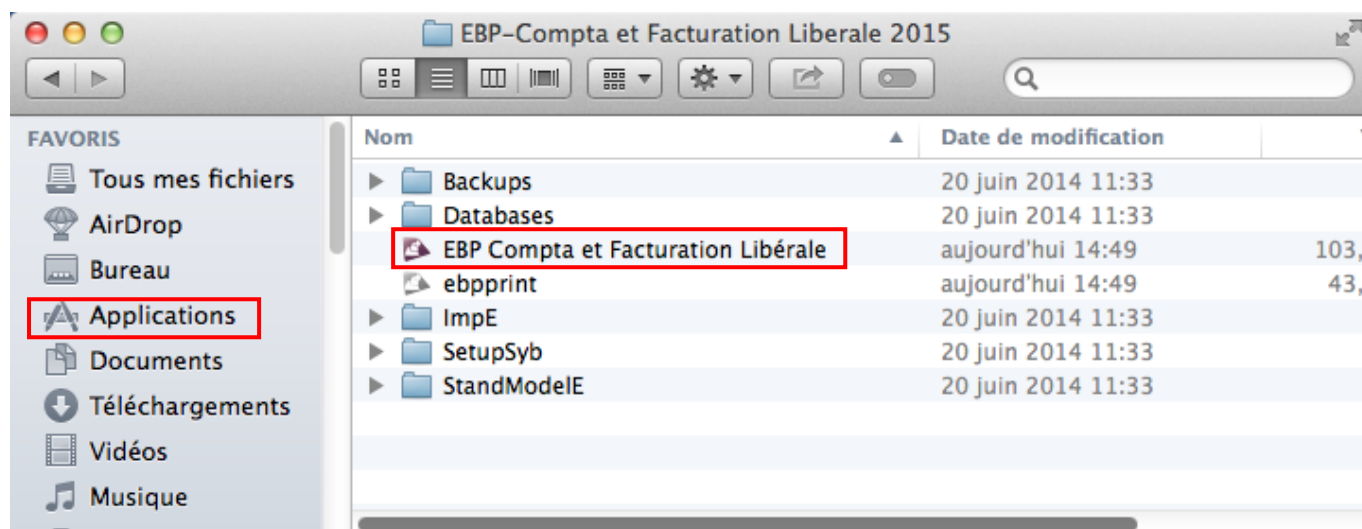 EBP-Compta et Facturation Liberale 2015
FAVORIS
Tous mes fichiers
AirDrop
Bureau
Applications
Documents
Téléchargements
Vidéos
Musique
Nom Date de modification
Backups 20 juin 2014 11:33
Databases 20 juin 2014 11:33
EBP Compta et Facturation Libérale aujourd'hui 14:49 103,
ebpprint aujourd'hui 14:49 43,
ImpE 20 juin 2014 11:33
SetupSyb 20 juin 2014 11:33
StandModelE 20 juin 2014 11:33